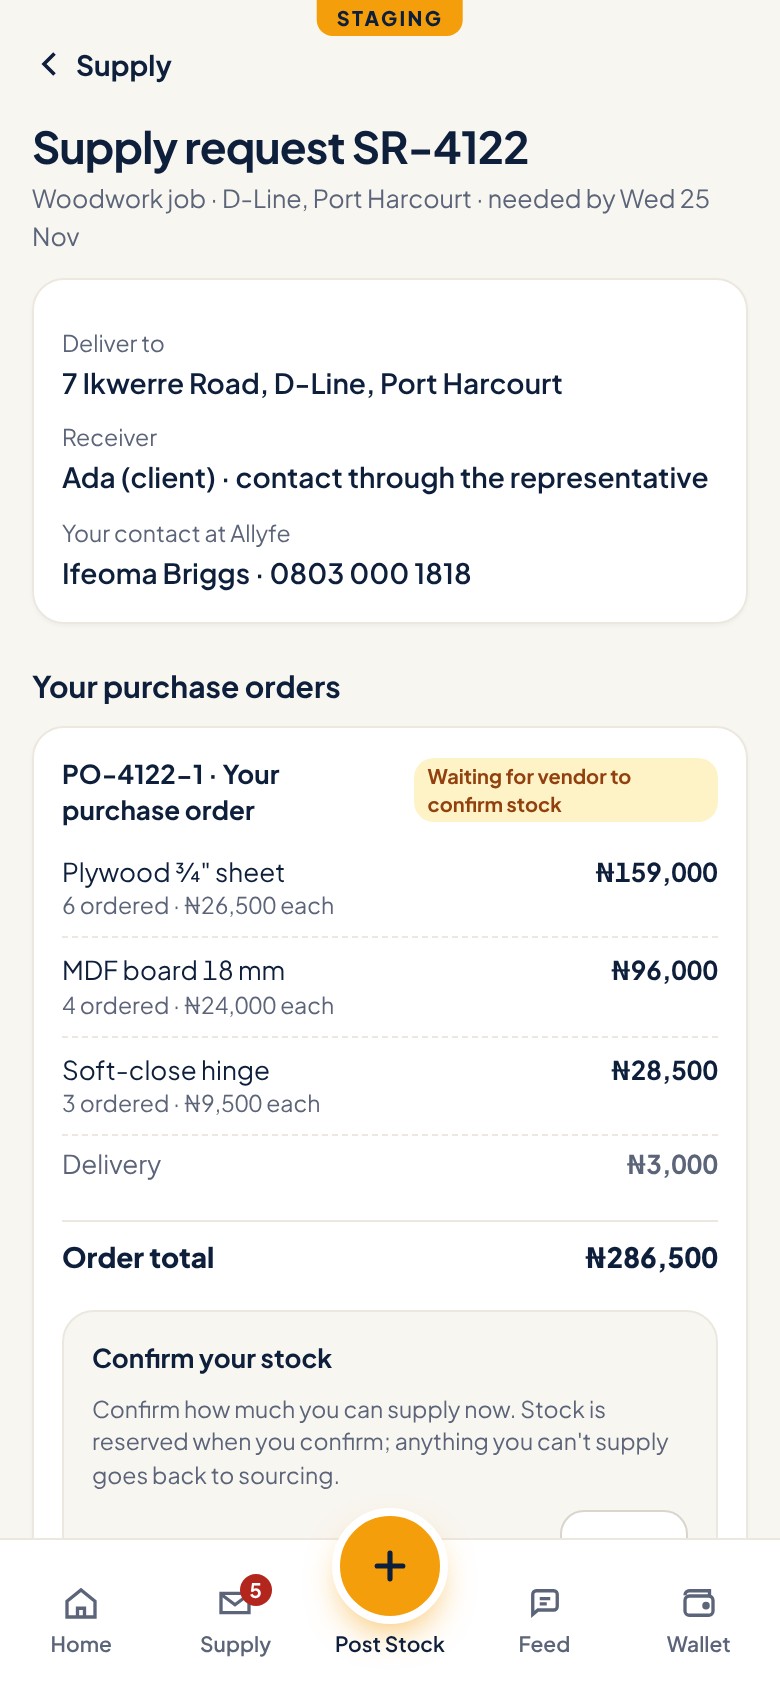 STAGING
Supply
Supply request SR-4122
Woodwork job · D-Line, Port Harcourt · needed by Wed 25
Nov
Deliver to
7 Ikwerre Road, D-Line, Port Harcourt
Receiver
Ada (client) · contact through the representative
Your contact at Allyfe
Ifeoma Briggs · 0803 000 1818
Your purchase orders
PO-4122-1 · Your
purchase order
Waiting for vendor to
confirm stock
Plywood ¾" sheet
₦159,000
6 ordered · ₦26,500 each
MDF board 18 mm
₦96,000
4 ordered · ₦24,000 each
Soft-close hinge
₦28,500
3 ordered · ₦9,500 each
Delivery
₦3,000
Order total
₦286,500
Confirm your stock
Confirm how much you can supply now. Stock is
reserved when you confirm; anything you can't supply
goes back to sourcing.
5
Home
Supply
Post Stock
Feed
Wallet